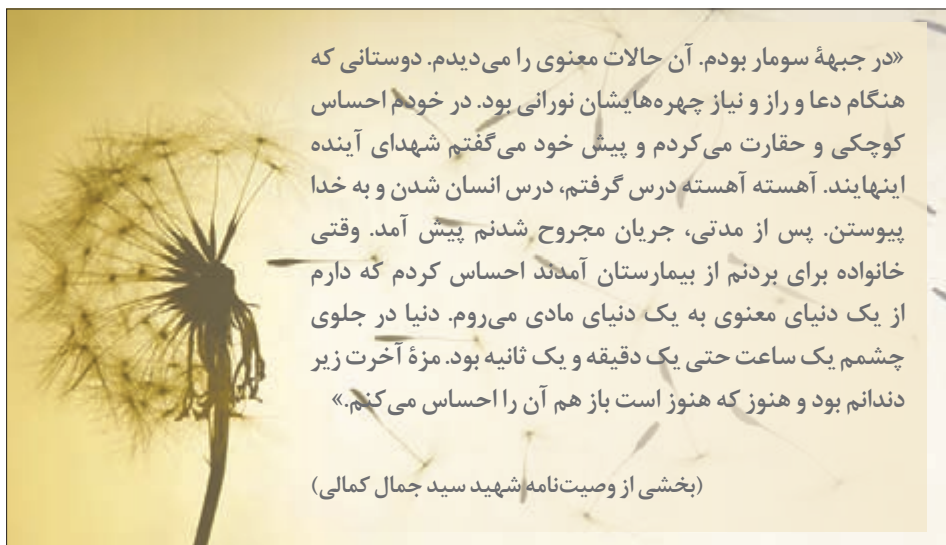 «در جبههٔ سومار بودم. آن حالات معنوی را می‌دیدم. دوستانی که
هنگام دعا و راز و نیاز چهره‌هایشان نورانی بود. در خودم احساس
کوچکی و حقارت می‌کردم و پیش خود می‌گفتم شهدای آینده
اینهایند. آهسته آهسته درس گرفتم، درس انسان شدن و به خدا
پیوستن. پس از مدتی، جریان مجروح شدنم پیش آمد. وقتی
خانواده برای بردنم از بیمارستان آمدند احساس کردم که دارم
از یک دنیای معنوی به یک دنیای مادی می‌روم. دنیا در جلوی
چشمم یک ساعت حتی یک دقیقه و یک ثانیه بود. مزهٔ آخرت زیر
دندانم بود و هنوز که هنوز است باز هم آن را احساس می‌کنم.»
(بخشی از وصیت‌نامه شهید سید جمال کمالی)